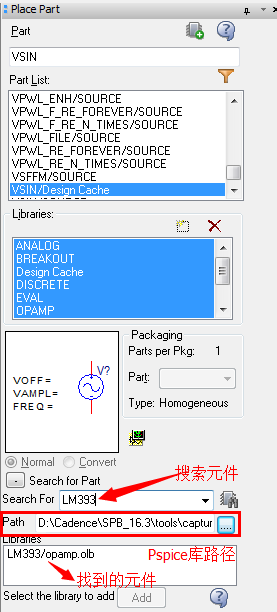 Place Part
Part
VSIN
Part List:
VPWL_ENH/SOURCE
VPWL_F_RE_FOREVER/SOURCE
VPWL_F_RE_N_TIMES/SOURCE
VPWL_FILE/SOURCE
VPWL_RE_FOREVER/SOURCE
VPWL_RE_N_TIMES/SOURCE
VSFFM/SOURCE
VSIN/Design Cache
Libraries:
ANALOG
BREAKOUT
Design Cache
DISCRETE
EVAL
OPAMP
Packaging
Parts per Pkg: 1
Part:
Type: Homogeneous
V?
VOFF =
VAMPL=
FREQ =
Normal Convert
Search for Part
搜索元件
Search For LM393
Path D:\Cadence\SPB_16.3\tools\captur ...
Libraries
LM393/opamp.olb
Pspice库路径
找到的元件
Select the library to add Add